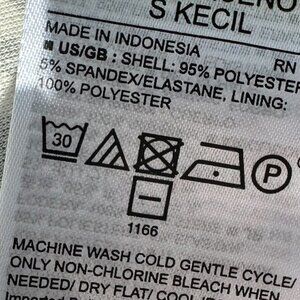 S KECIL
MADE IN INDONESIA RN
US/GB : SHELL: 95% POLYESTER
5% SPANDEX/ELASTANE, LINING:
100% POLYESTER
30
P
1166
MACHINE WASH COLD GENTLE CYCLE/
ONLY NON-CHLORINE BLEACH WHEN
NEEDED/ DRY FLAT/ COOL